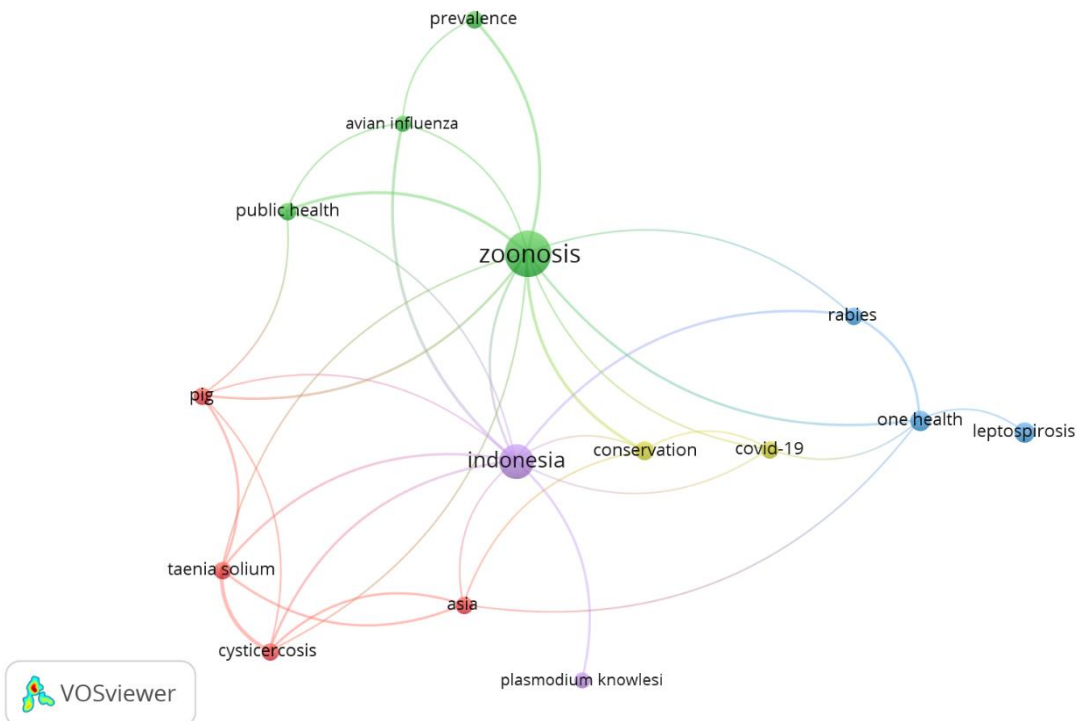 prevalence
avian influenza
public health
zoonosis
rabies
pig
one health
leptospirosis
conservation
covid-19
indonesia
taenia solium
asia
cysticercosis
plasmodium knowlesi
VOSviewer